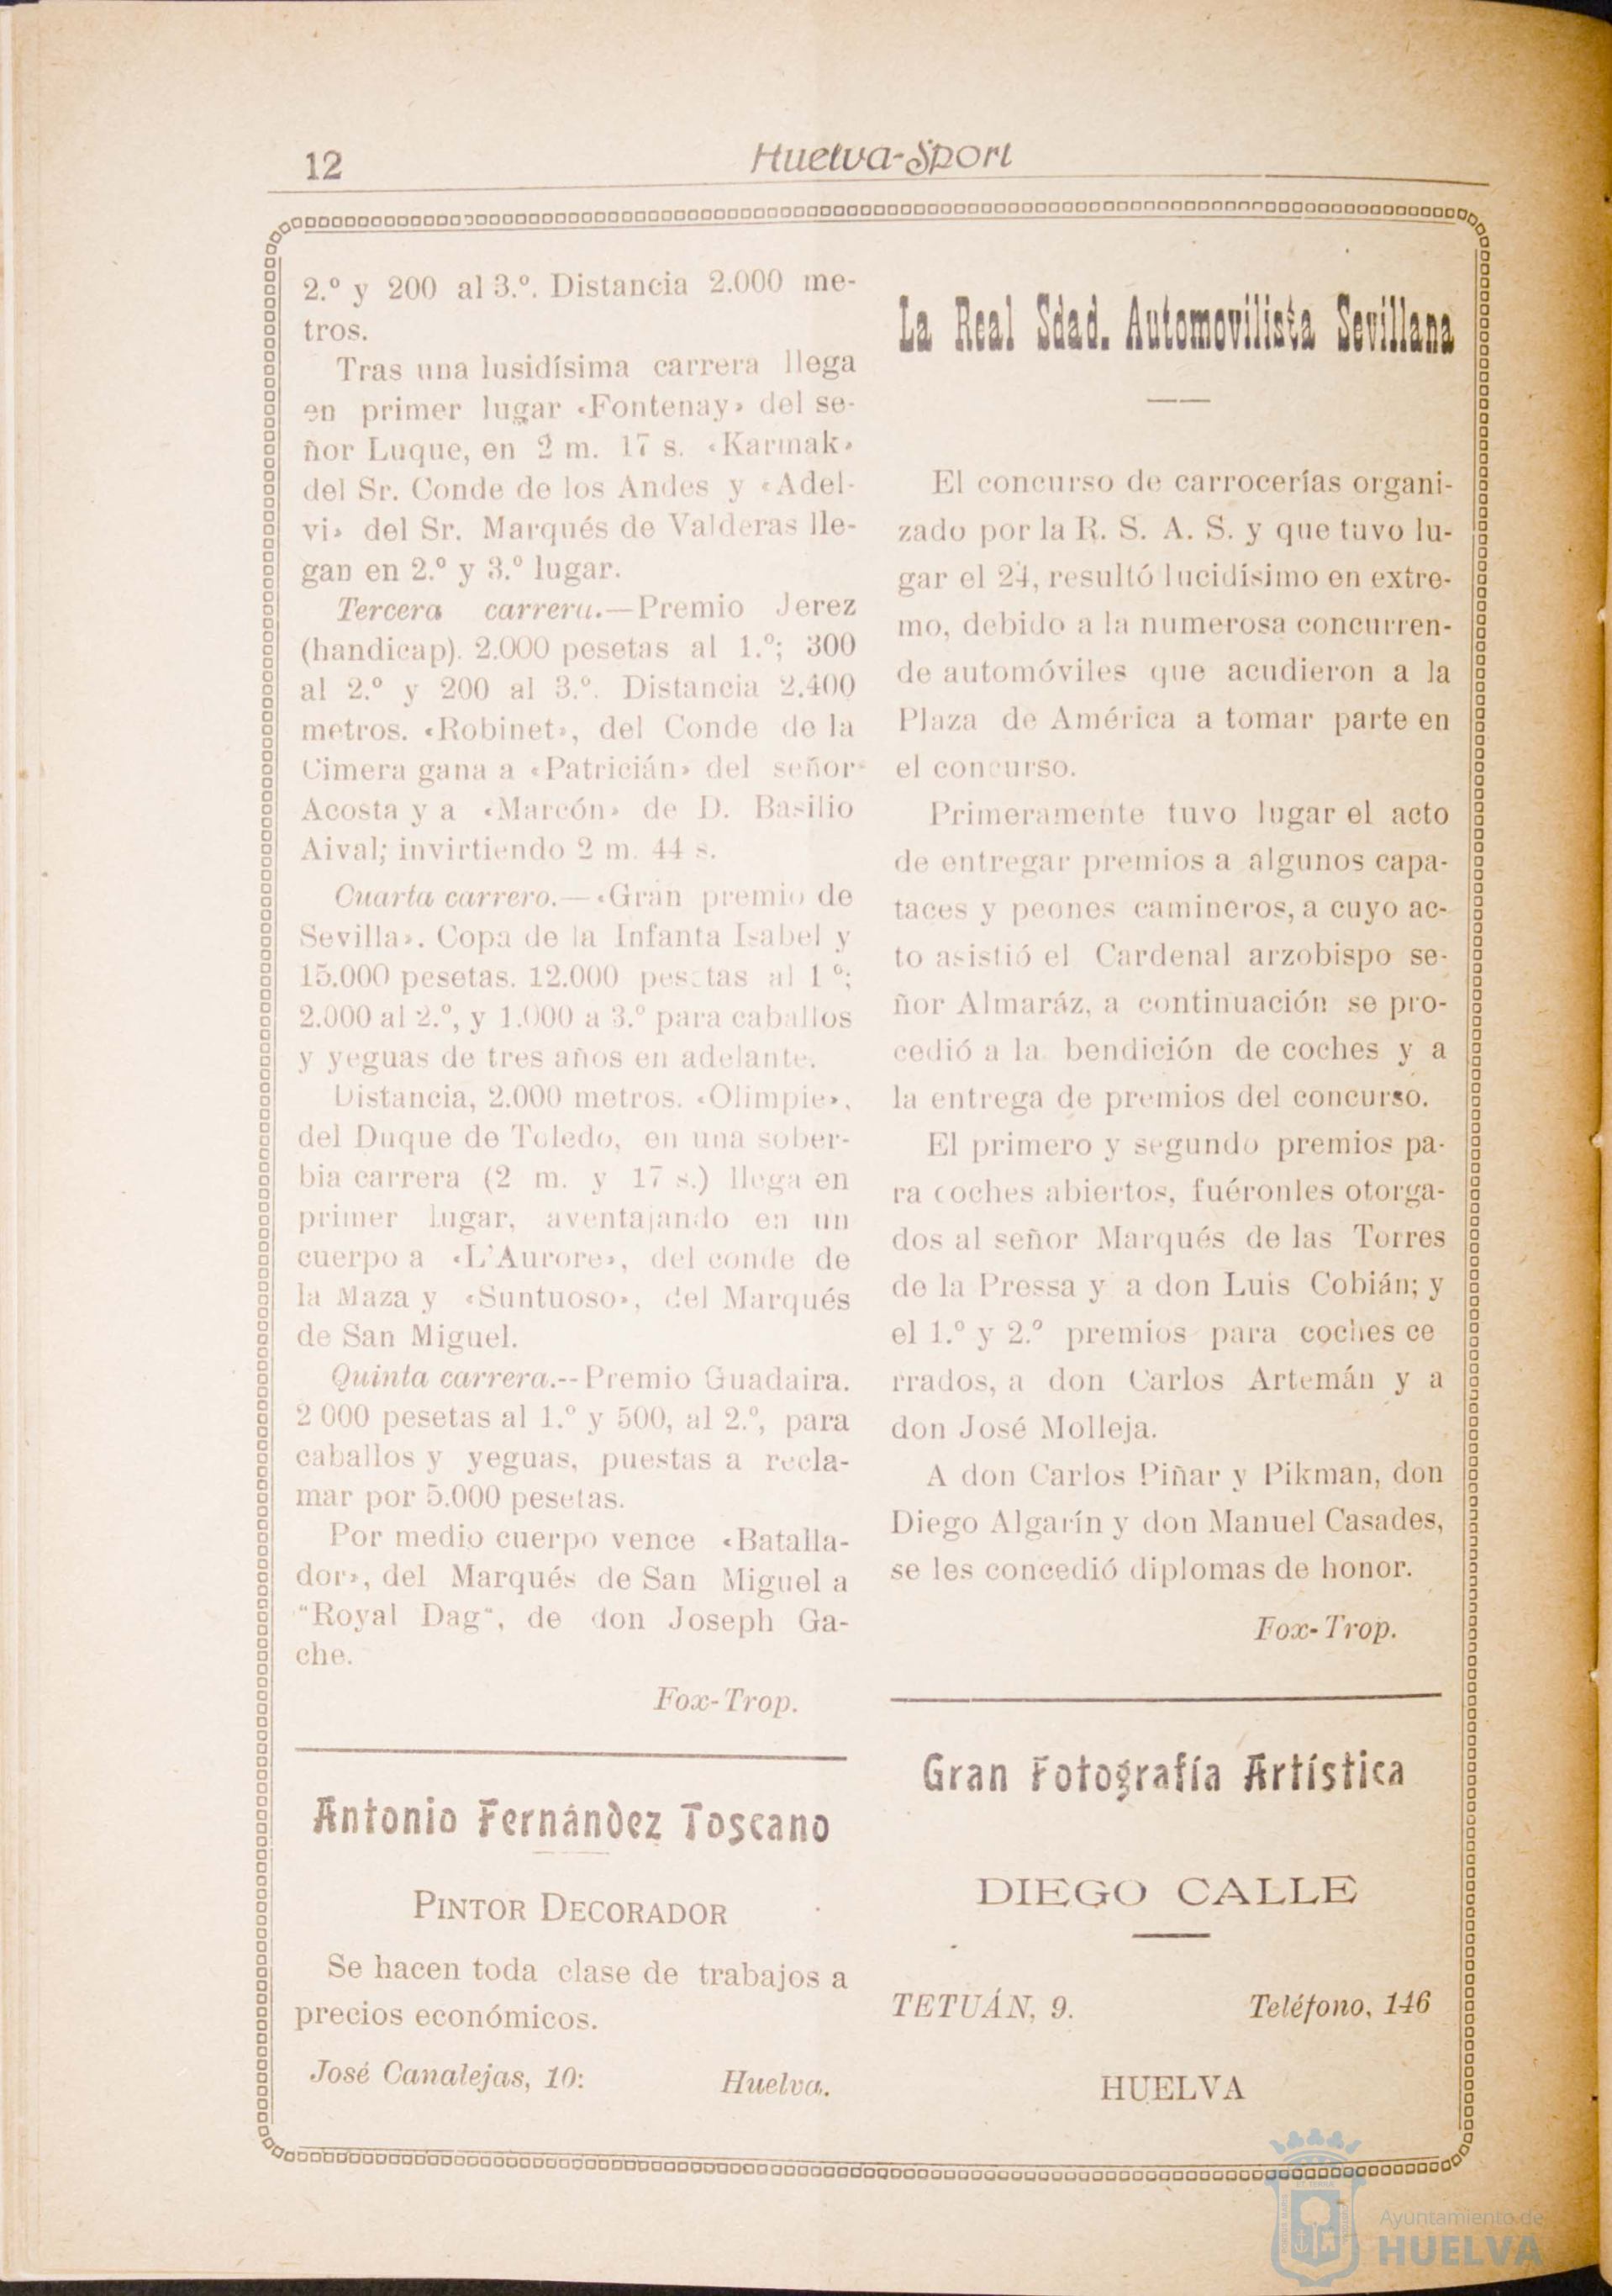 12
Huelva-Sport
2.º y 200 al 3.º. Distancia 2.000 me-
tros.
Tras una lusidísima carrera llega
en primer lugar «Fontenay» del se-
ñor Luque, en 2 m. 17 s. «Karmak»
del Sr. Conde de los Andes y «Adel-
vi» del Sr. Marqués de Valderas lle-
gan en 2.º y 3.º lugar.
Tercera carrera.—Premio Jerez
(handicap). 2.000 pesetas al 1.º; 300
al 2.º y 200 al 3.º. Distancia 2.400
metros. «Robinet», del Conde de la
Cimera gana a «Patricián» del señor
Acosta y a «Marcón» de D. Basilio
Aival; invirtiendo 2 m. 44 s.
Cuarta carrero.—«Gran premio de
Sevilla». Copa de la Infanta Isabel y
15.000 pesetas. 12.000 pesetas al 1 º;
2.000 al 2.º, y 1.000 a 3.º para caballos
y yeguas de tres años en adelante.
Distancia, 2.000 metros. «Olimpie»,
del Duque de Toledo, en una sober-
bia carrera (2 m. y 17 s.) llega en
primer lugar, aventajando en un
cuerpo a «L'Aurore», del conde de
la Maza y «Suntuoso», del Marqués
de San Miguel.
Quinta carrera.--Premio Guadaira.
2 000 pesetas al 1.º y 500, al 2.º, para
caballos y yeguas, puestas a recla-
mar por 5.000 pesetas.
Por medio cuerpo vence «Batalla-
dor», del Marqués de San Miguel a
"Royal Dag", de don Joseph Ga-
che.
Fox-Trop.
Antonio Fernández Toscano
PINTOR DECORADOR
Se hacen toda clase de trabajos a
precios económicos.
José Canalejas, 10: Huelva.
La Real Sdad. Automovilista Sevillana
El concurso de carrocerías organi-
zado por la R. S. A. S. y que tuvo lu-
gar el 24, resultó lucidísimo en extre-
mo, debido a la numerosa concurren-
de automóviles que acudieron a la
Plaza de América a tomar parte en
el concurso.
Primeramente tuvo lugar el acto
de entregar premios a algunos capa-
taces y peones camineros, a cuyo ac-
to asistió el Cardenal arzobispo se-
ñor Almaráz, a continuación se pro-
cedió a la bendición de coches y a
la entrega de premios del concurso.
El primero y segundo premios pa-
ra coches abiertos, fuéronles otorga-
dos al señor Marqués de las Torres
de la Pressa y a don Luis Cobián; y
el 1.º y 2.º premios para coches ce
rrados, a don Carlos Artemán y a
don José Molleja.
A don Carlos Piñar y Pikman, don
Diego Algarín y don Manuel Casades,
se les concedió diplomas de honor.
Fox-Trop.
Gran Fotografía Artística
DIEGO CALLE
TETUÁN, 9. Teléfono, 146
HUELVA
Ayuntamiento de
HUELVA